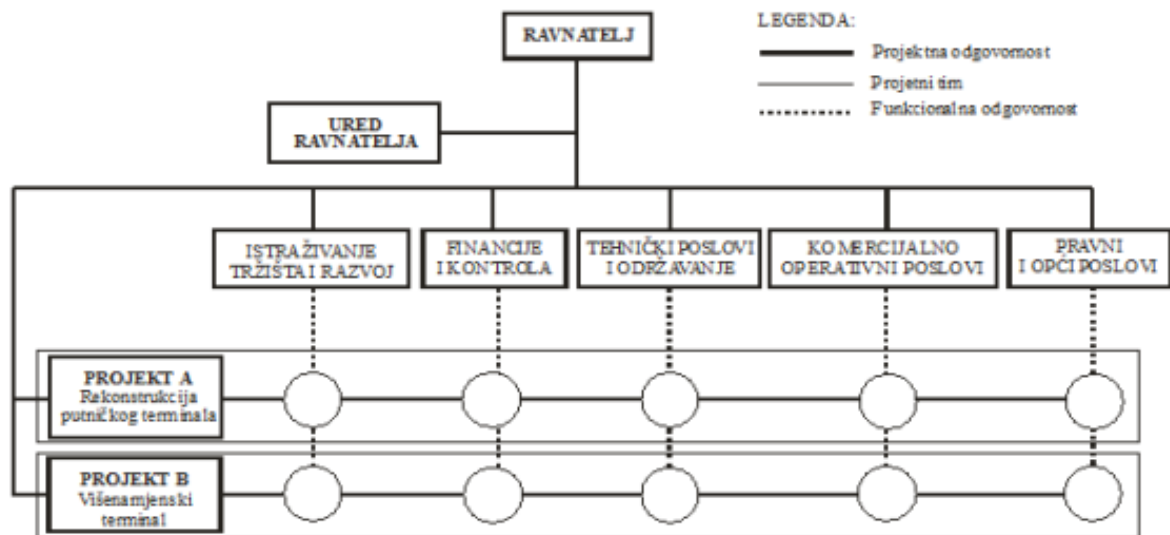 RAVNATELJ
LEGENDA:
Projektna odgovornost
Projetni tim
Funkcionalna odgovornost
URED
RAVNATELJA
ISTRAŽIVANJE
TRŽIŠTA I RAZVOJ
FINANCIJE
I KONTROLA
TEHNIČKI POSLOVI
I ODRŽAVANJE
KOMERCIJALNO
OPERATIVNI POSLOVI
PRAVNI
I OPĆI POSLOVI
PROJEKT A
Rekonstrukcija
putničkog terminala
PROJEKT B
Višenamjenski
terminal